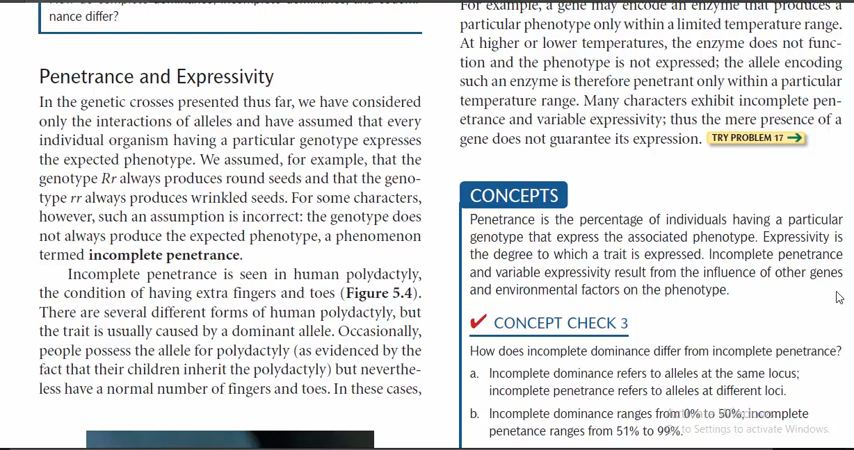 nance differ?
Penetrance and Expressivity
In the genetic crosses presented thus far, we have considered
only the interactions of alleles and have assumed that every
individual organism having a particular genotype expresses
the expected phenotype. We assumed, for example, that the
genotype Rr always produces round seeds and that the geno-
type rr always produces wrinkled seeds. For some characters,
however, such an assumption is incorrect: the genotype does
not always produce the expected phenotype, a phenomenon
termed incomplete penetrance.
Incomplete penetrance is seen in human polydactyly,
the condition of having extra fingers and toes (Figure 5.4).
There are several different forms of human polydactyly, but
the trait is usually caused by a dominant allele. Occasionally,
people possess the allele for polydactyly (as evidenced by the
fact that their children inherit the polydactyly) but neverthe-
less have a normal number of fingers and toes. In these cases,
For example, a gene may encode an enzyme that produces a
particular phenotype only within a limited temperature range.
At higher or lower temperatures, the enzyme does not func-
tion and the phenotype is not expressed; the allele encoding
such an enzyme is therefore penetrant only within a particular
temperature range. Many characters exhibit incomplete pen-
etrance and variable expressivity; thus the mere presence of a
gene does not guarantee its expression. TRY PROBLEM 17
CONCEPTS
Penetrance is the percentage of individuals having a particular
genotype that express the associated phenotype. Expressivity is
the degree to which a trait is expressed. Incomplete penetrance
and variable expressivity result from the influence of other genes
and environmental factors on the phenotype.
CONCEPT CHECK 3
How does incomplete dominance differ from incomplete penetrance?
a. Incomplete dominance refers to alleles at the same locus;
incomplete penetrance refers to alleles at different loci.
b. Incomplete dominance ranges from 0% to 50%; incomplete
penetance ranges from 51% to 99%.
to Settings to activate Windows.